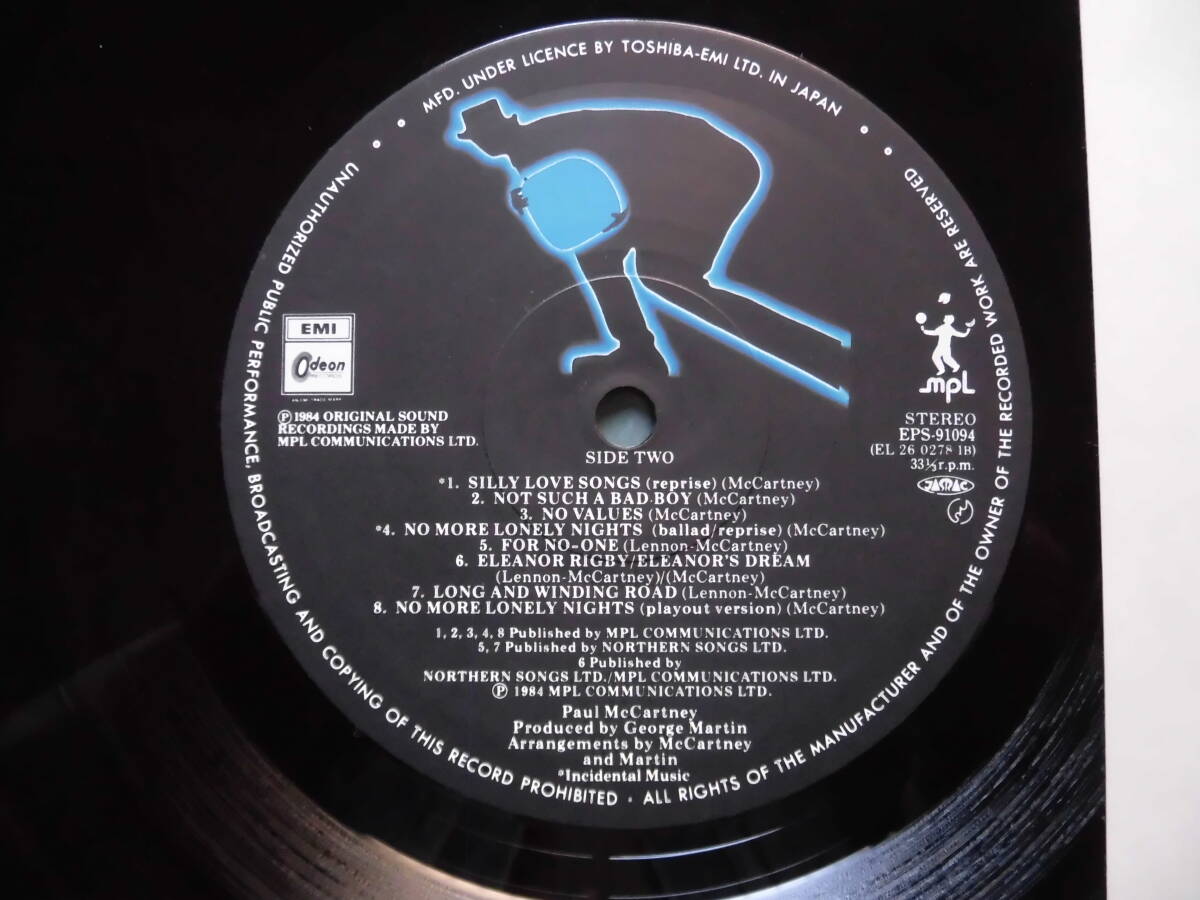 MFD. UNDER LICENCE BY TOSHIBA-EMI LTD. IN JAPAN
UNAUTHORIZED PUBLIC PERFORMANCE, BROADCASTING AND COPYING OF THIS RECORD PROHIBITED · ALL RIGHTS OF THE MANUFACTURER AND OF THE OWNER OF THE RECORDED WORK ARE RESERVED
EMI
Odeon
℗ 1984 ORIGINAL SOUND
RECORDINGS MADE BY
MPL COMMUNICATIONS LTD.
mpl
STEREO
EPS-91094
(EL 26 0278 1B)
33⅓ r.p.m.
JASRAC
SIDE TWO
*1. SILLY LOVE SONGS (reprise) (McCartney)
2. NOT SUCH A BAD BOY (McCartney)
3. NO VALUES (McCartney)
*4. NO MORE LONELY NIGHTS (ballad/reprise) (McCartney)
5. FOR NO-ONE (Lennon-McCartney)
6. ELEANOR RIGBY/ELEANOR'S DREAM
(Lennon-McCartney)/(McCartney)
7. LONG AND WINDING ROAD (Lennon-McCartney)
8. NO MORE LONELY NIGHTS (playout version) (McCartney)
1, 2, 3, 4, 8 Published by MPL COMMUNICATIONS LTD.
5, 7 Published by NORTHERN SONGS LTD.
6 Published by
NORTHERN SONGS LTD./MPL COMMUNICATIONS LTD.
℗ 1984 MPL COMMUNICATIONS LTD.
Paul McCartney
Produced by George Martin
Arrangements by McCartney
and Martin
*Incidental Music